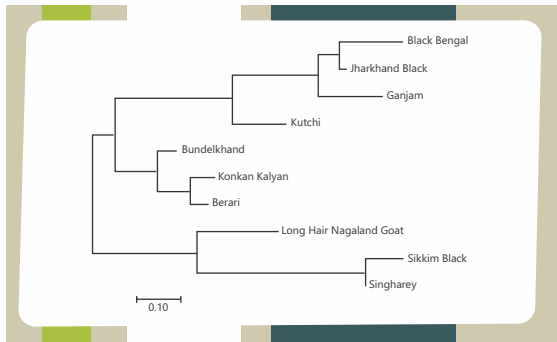 Black Bengal
Jharkhand Black
Ganjam
Kutchi
Bundelkhand
Konkan Kalyan
Berari
Long Hair Nagaland Goat
Sikkim Black
Singharey
0.10